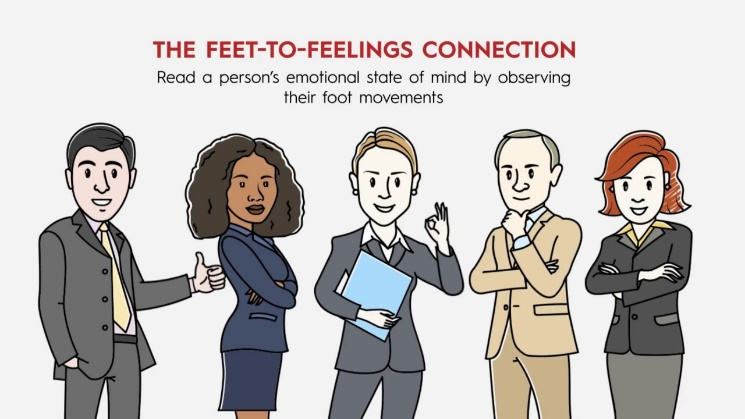 THE FEET-TO-FEELINGS CONNECTION
Read a person's emotional state of mind by observing
their foot movements